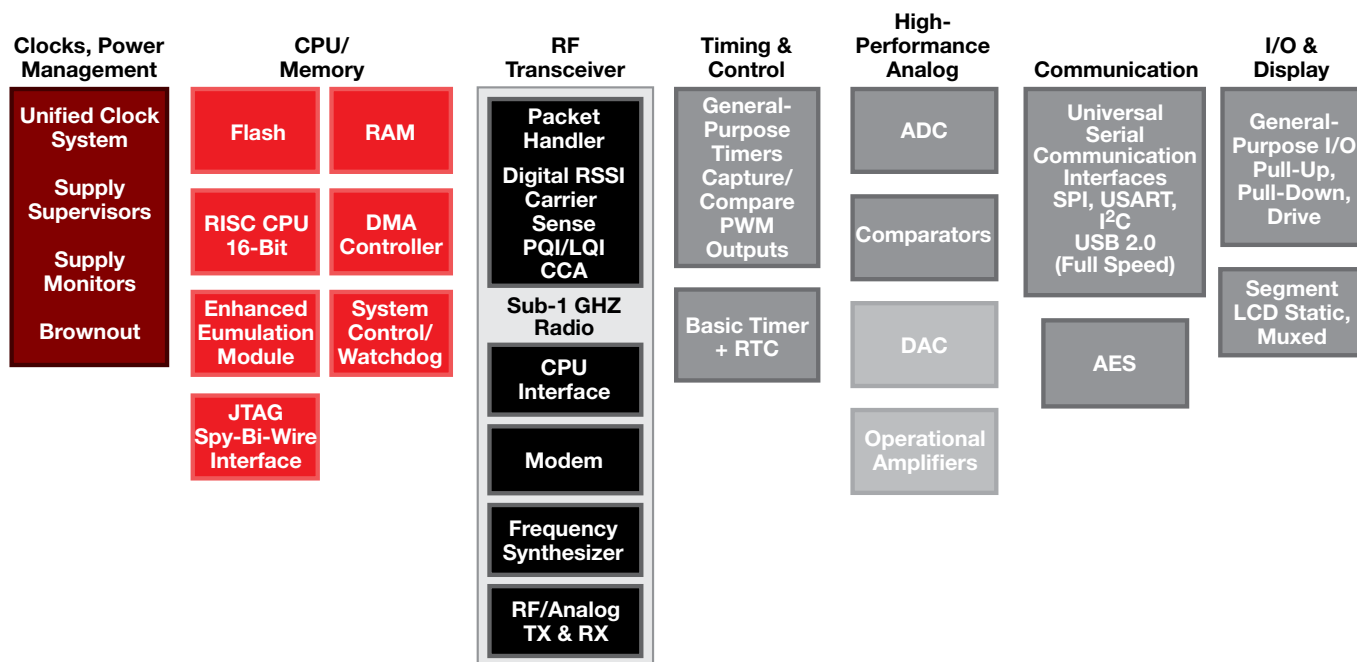 Clocks, Power
Management
Unified Clock
System
Supply
Supervisors
Supply
Monitors
Brownout
CPU/
Memory
Flash
RAM
RISC CPU
16-Bit
DMA
Controller
Enhanced
Eumulation
Module
System
Control/
Watchdog
JTAG
Spy-Bi-Wire
Interface
RF
Transceiver
Packet
Handler
Digital RSSI
Carrier
Sense
PQI/LQI
CCA
Sub-1 GHZ
Radio
CPU
Interface
Modem
Frequency
Synthesizer
RF/Analog
TX & RX
Timing &
Control
General-
Purpose
Timers
Capture/
Compare
PWM
Outputs
Basic Timer
+ RTC
High-
Performance
Analog
ADC
Comparators
DAC
Operational
Amplifiers
Communication
Universal
Serial
Communication
Interfaces
SPI, USART,
I²C
USB 2.0
(Full Speed)
AES
I/O &
Display
General-
Purpose I/O
Pull-Up,
Pull-Down,
Drive
Segment
LCD Static,
Muxed